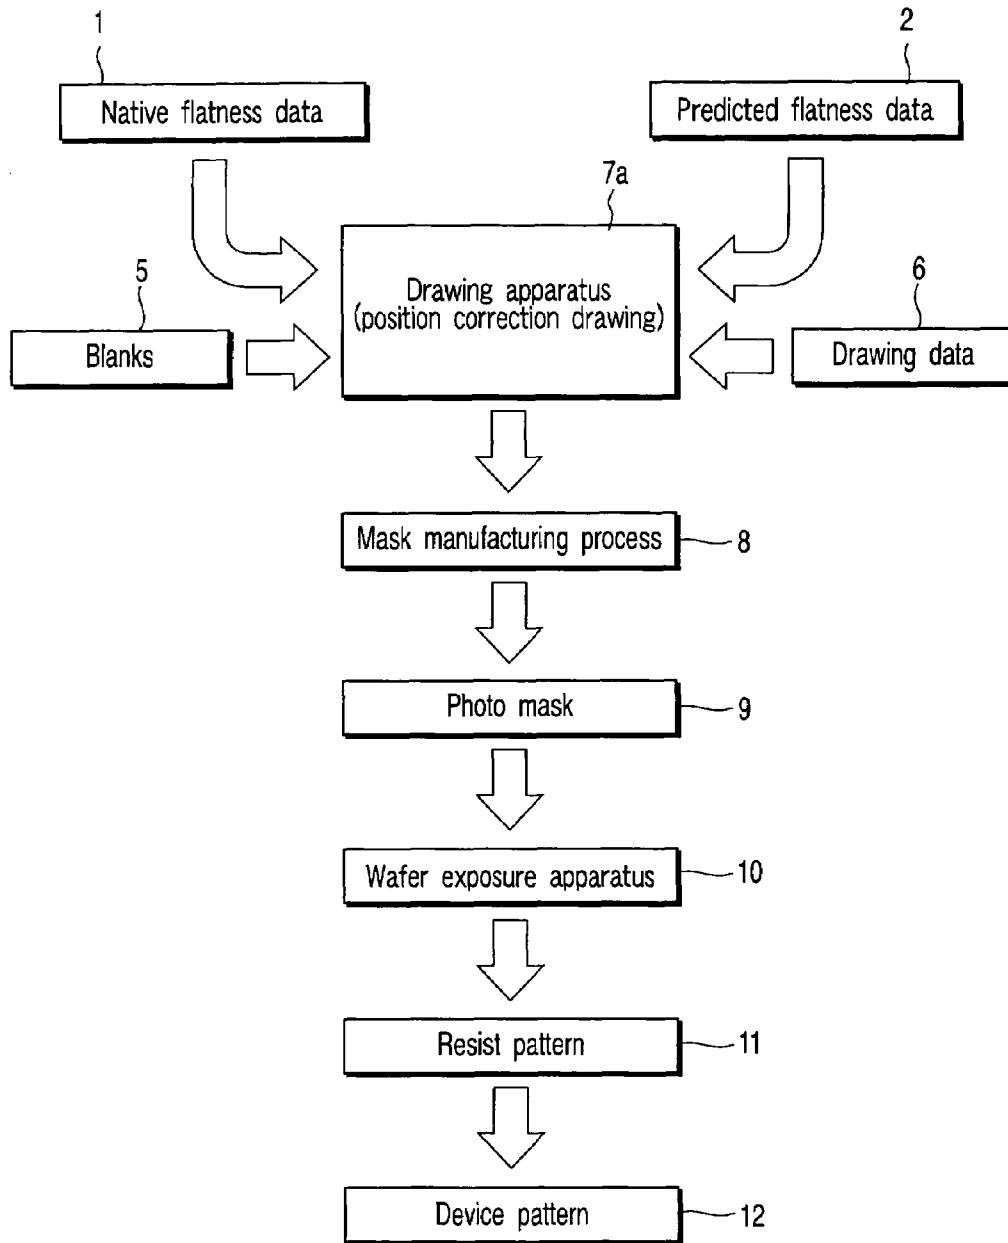 1
2
Native flatness data
Predicted flatness data
7a
Drawing apparatus
(position correction drawing)
5
6
Blanks
Drawing data
Mask manufacturing process
8
Photo mask
9
Wafer exposure apparatus
10
Resist pattern
11
Device pattern
12